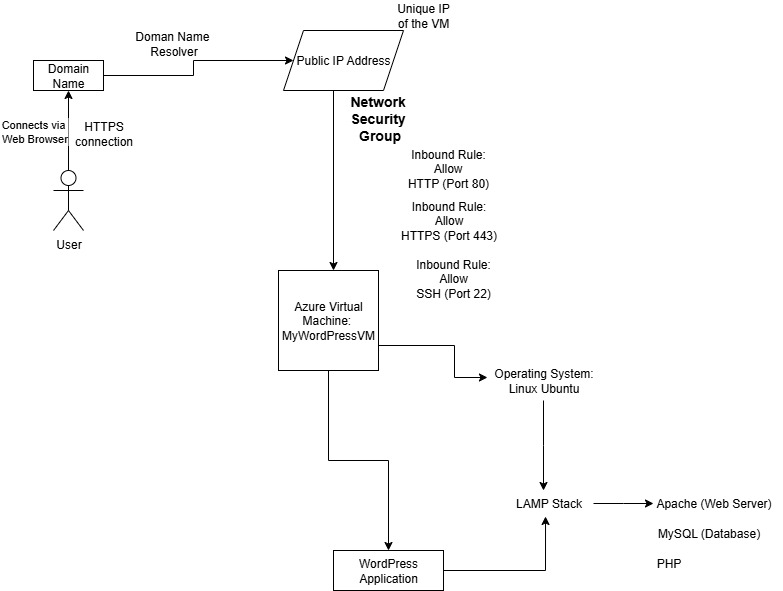 Unique IP
of the VM
Doman Name
Resolver
Public IP Address
Domain
Name
Network
Security
Group
Connects via
Web Browser
HTTPS
connection
Inbound Rule:
Allow
HTTP (Port 80)
Inbound Rule:
Allow
HTTPS (Port 443)
User
Inbound Rule:
Allow
SSH (Port 22)
Azure Virtual
Machine:
MyWordPressVM
Operating System:
Linux Ubuntu
LAMP Stack
Apache (Web Server)
MySQL (Database)
PHP
WordPress
Application